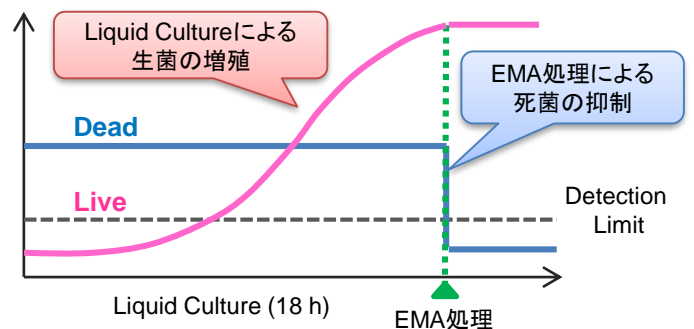 Liquid Cultureによる
生菌の増殖
EMA処理による
死菌の抑制
Dead
Live
Detection
Limit
Liquid Culture (18 h)
EMA処理